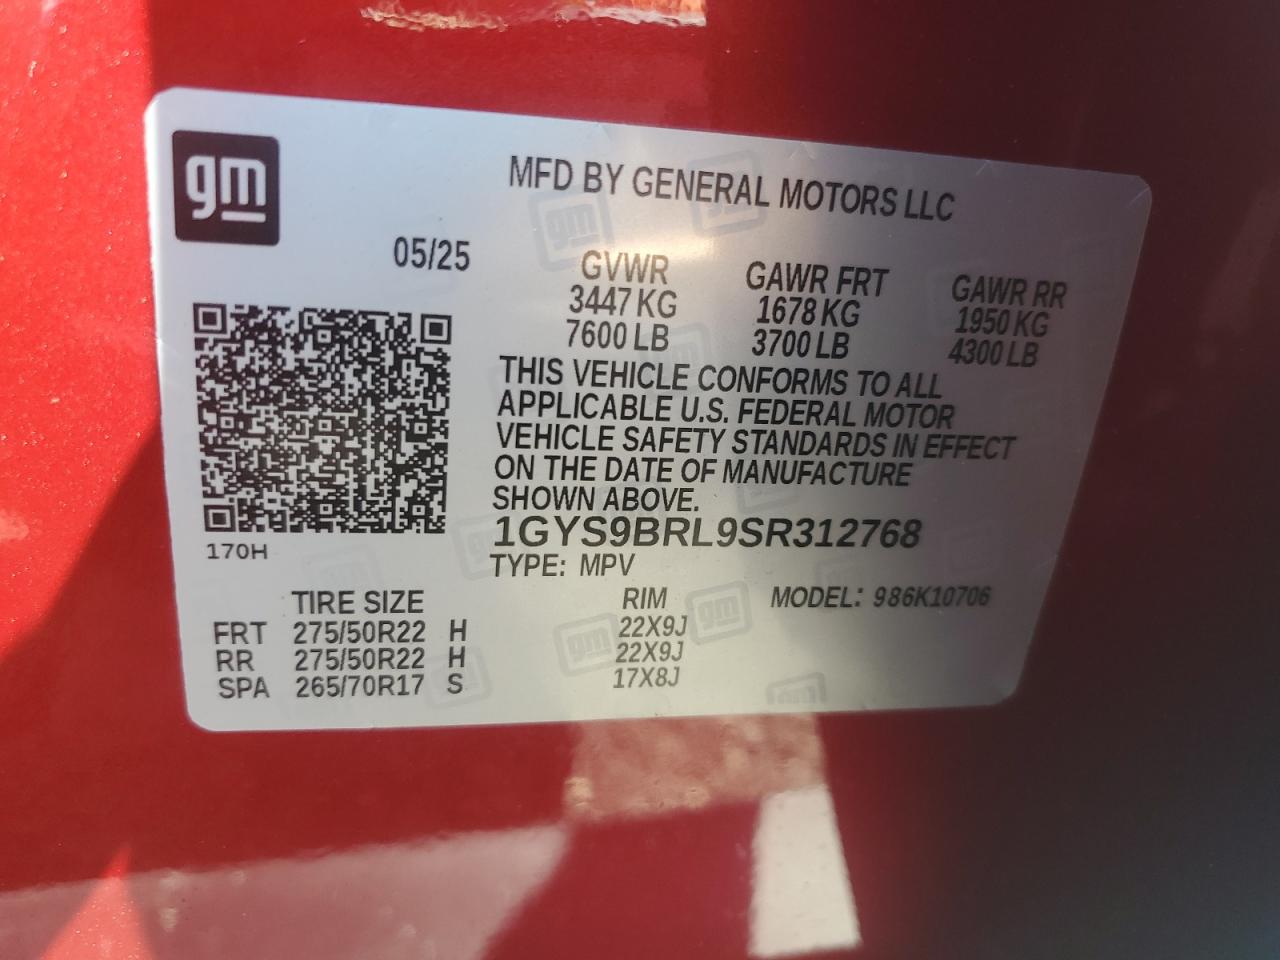 gm
MFD BY GENERAL MOTORS LLC
05/25
GVWR GAWR FRT GAWR RR
3447 KG 1678 KG 1950 KG
7600 LB 3700 LB 4300 LB
THIS VEHICLE CONFORMS TO ALL
APPLICABLE U.S. FEDERAL MOTOR
VEHICLE SAFETY STANDARDS IN EFFECT
ON THE DATE OF MANUFACTURE
SHOWN ABOVE.
1GYS9BRL9SR312768
170H
TYPE: MPV
TIRE SIZE RIM MODEL: 986K10706
FRT 275/50R22 H 22X9J
RR 275/50R22 H 22X9J
SPA 265/70R17 S 17X8J